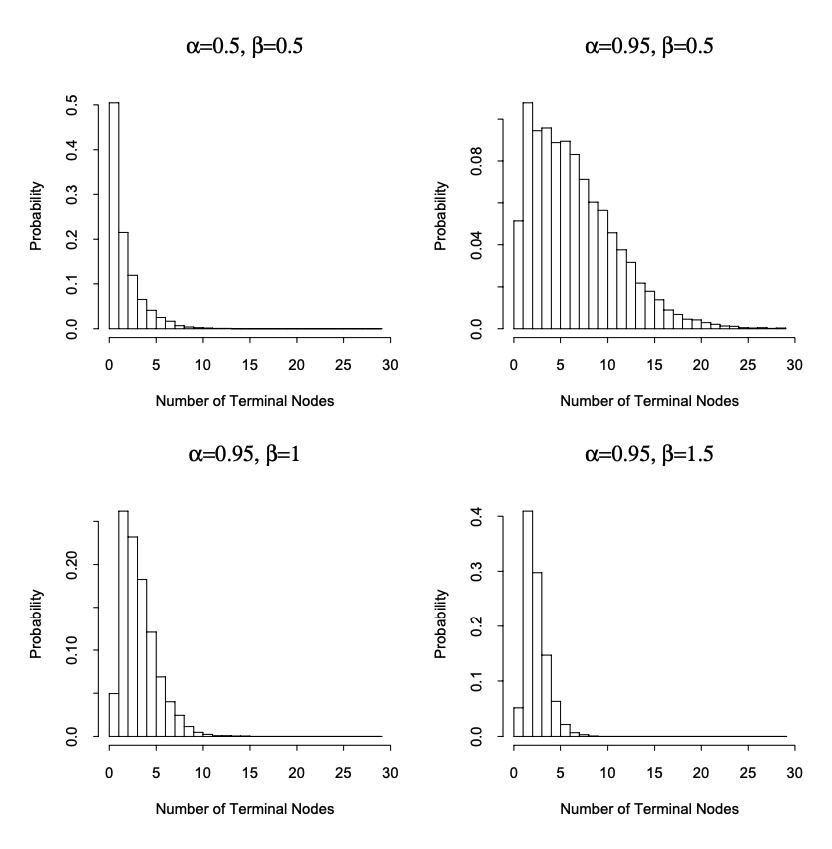 α=0.5, β=0.5
Probability
0.5
0.4
0.3
0.2
0.1
0.0
0 5 10 15 20 25 30
Number of Terminal Nodes
α=0.95, β=0.5
Probability
0.08
0.04
0.0
0 5 10 15 20 25 30
Number of Terminal Nodes
α=0.95, β=1
Probability
0.20
0.10
0.0
0 5 10 15 20 25 30
Number of Terminal Nodes
α=0.95, β=1.5
Probability
0.4
0.3
0.2
0.1
0.0
0 5 10 15 20 25 30
Number of Terminal Nodes